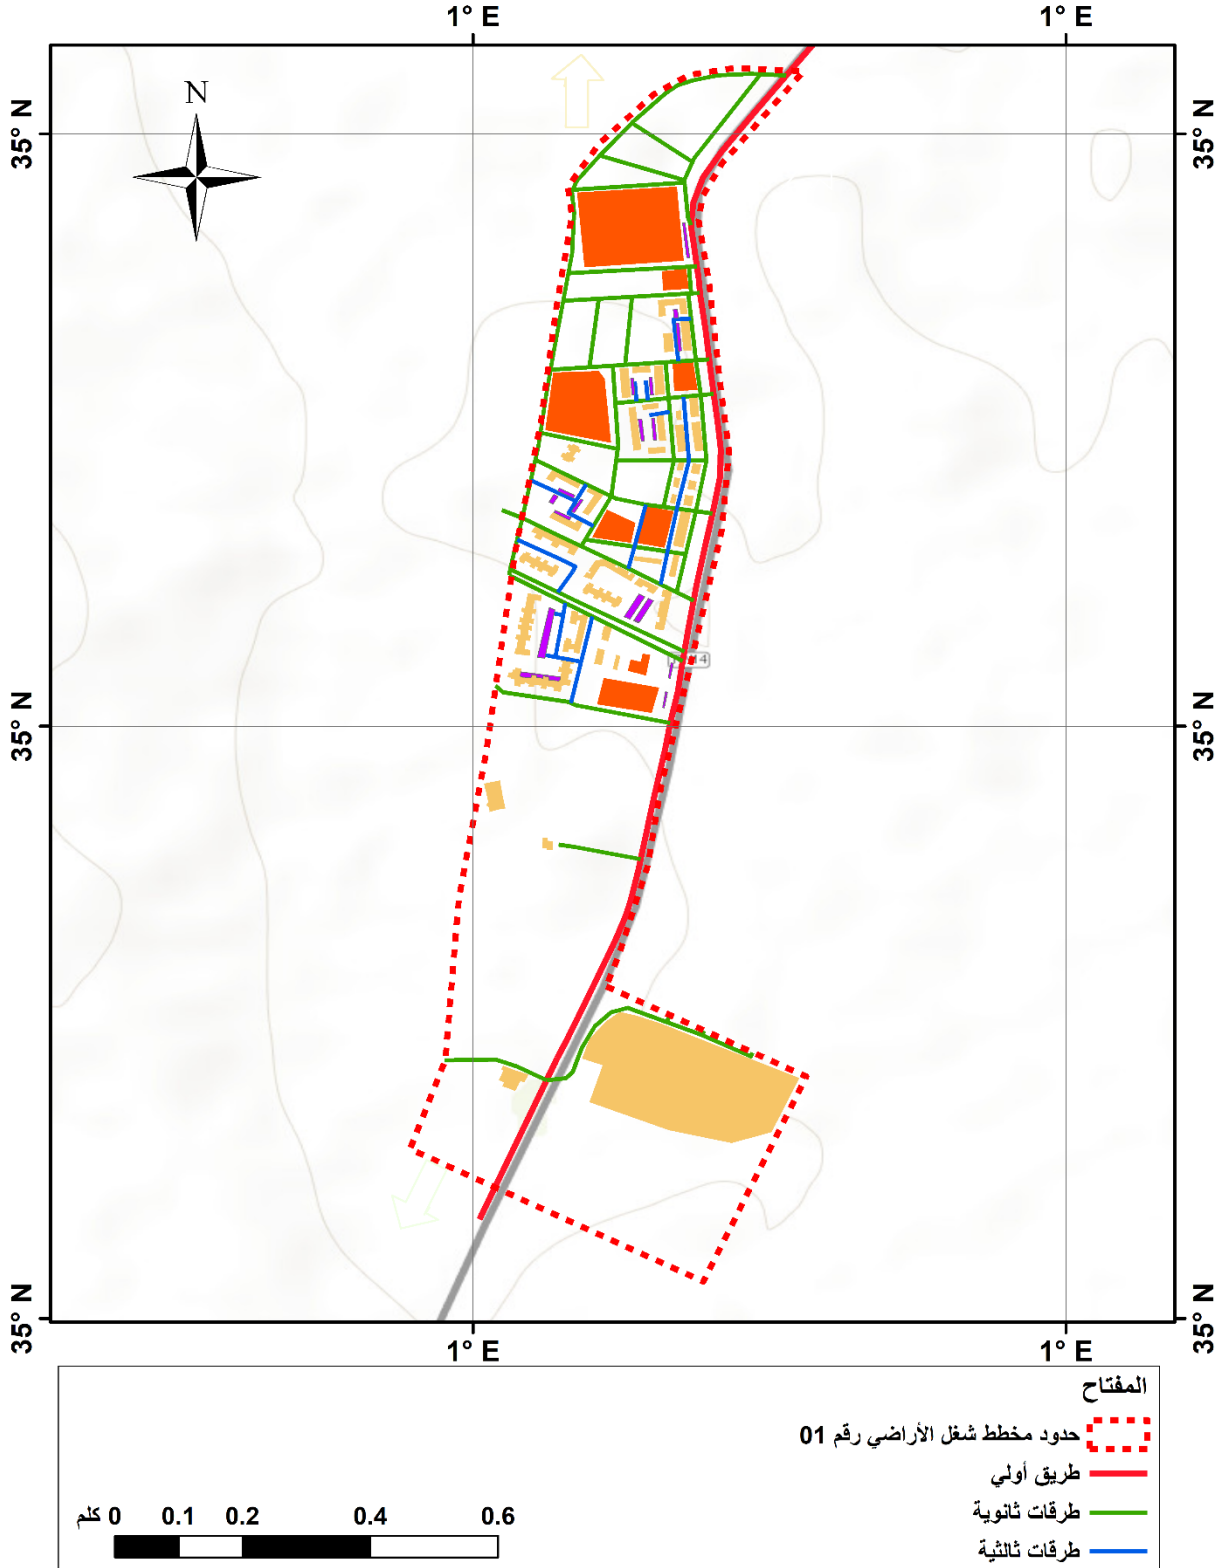 1° E 1° E
N
35° N 35° N
4
35° N 35° N
35° N 35° N
1° E 1° E
المفتاح
حدود مخطط شغل الأراضي رقم 01
طريق أولي
طرقات ثانوية
طرقات ثالثية
0 0.1 0.2 0.4 0.6 كلم